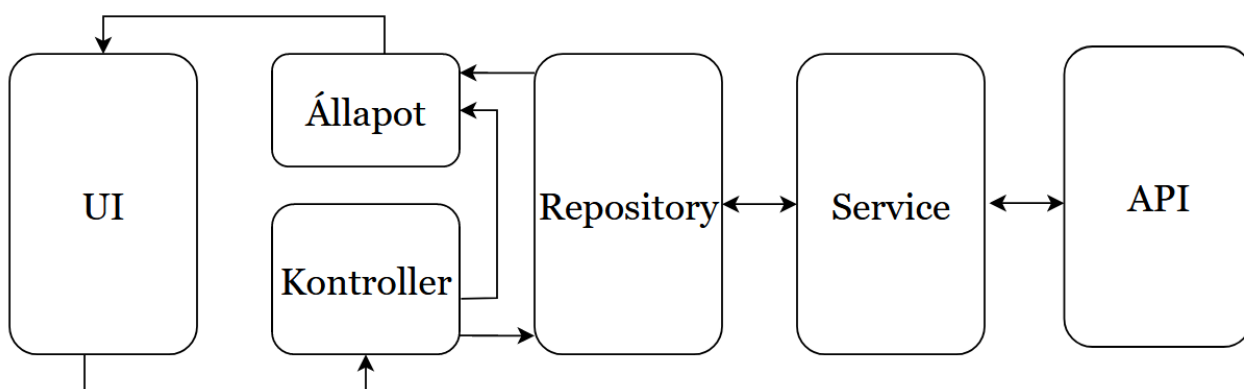 UI
Állapot
Kontroller
Repository
Service
API